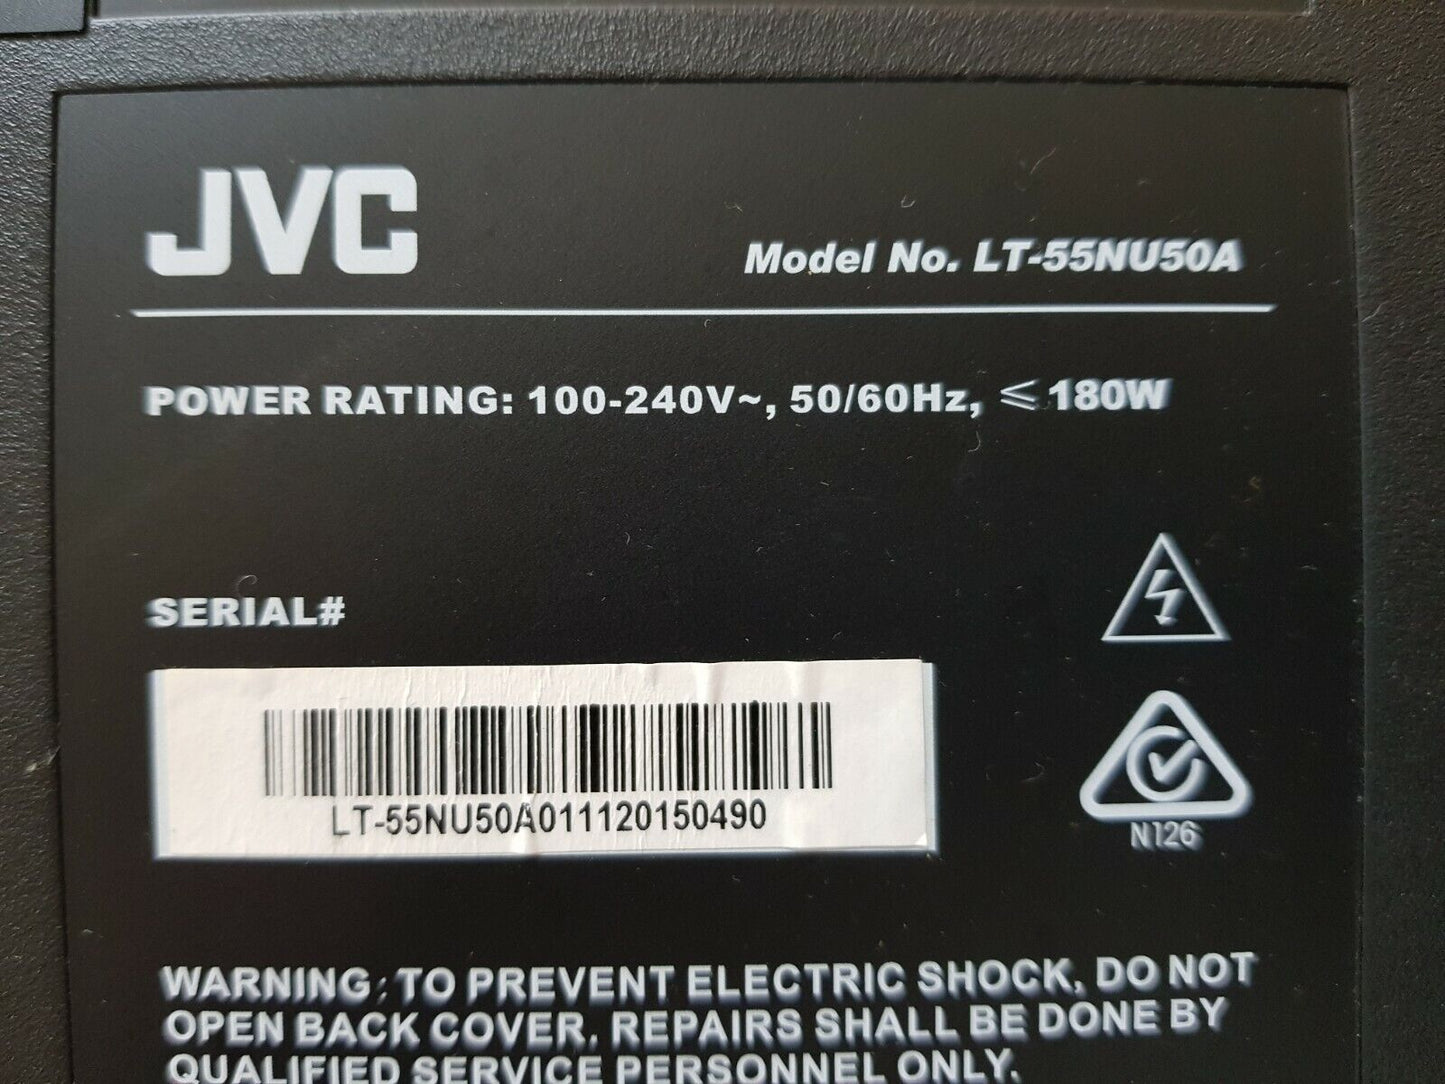 JVC
Model No. LT-55NU50A
POWER RATING: 100-240V~, 50/60Hz, ≤ 180W
SERIAL#
LT-55NU50A011120150490
N126
WARNING: TO PREVENT ELECTRIC SHOCK, DO NOT
OPEN BACK COVER. REPAIRS SHALL BE DONE BY
QUALIFIED SERVICE PERSONNEL ONLY.